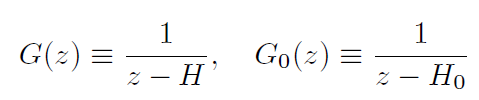 G(z) ≡ 1/(z − H), G₀(z) ≡ 1/(z − H₀)